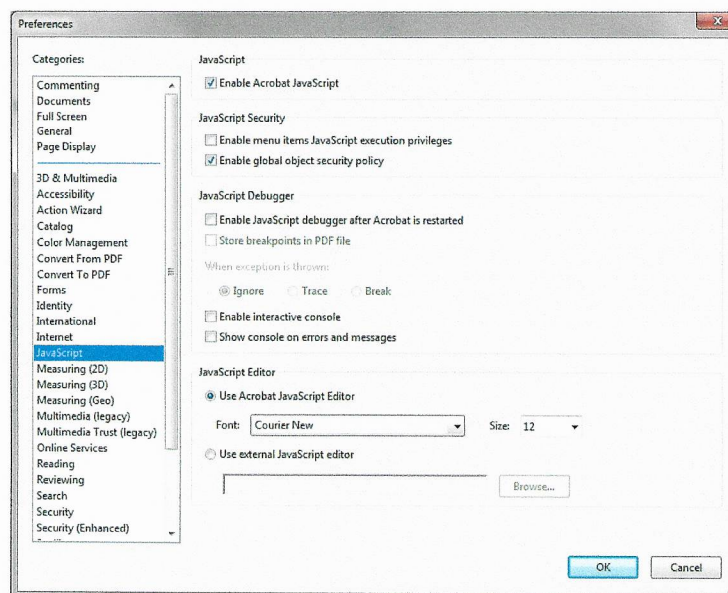 Preferences
x
Categories:
Commenting
Documents
Full Screen
General
Page Display
3D & Multimedia
Accessibility
Action Wizard
Catalog
Color Management
Convert From PDF
Convert To PDF
Forms
Identity
International
Internet
JavaScript
Measuring (2D)
Measuring (3D)
Measuring (Geo)
Multimedia (legacy)
Multimedia Trust (legacy)
Online Services
Reading
Reviewing
Search
Security
Security (Enhanced)
JavaScript
Enable Acrobat JavaScript
JavaScript Security
Enable menu items JavaScript execution privileges
Enable global object security policy
JavaScript Debugger
Enable JavaScript debugger after Acrobat is restarted
Store breakpoints in PDF file
When exception is thrown:
Ignore Trace Break
Enable interactive console
Show console on errors and messages
JavaScript Editor
Use Acrobat JavaScript Editor
Font: Courier New Size: 12
Use external JavaScript editor
Browse...
OK Cancel